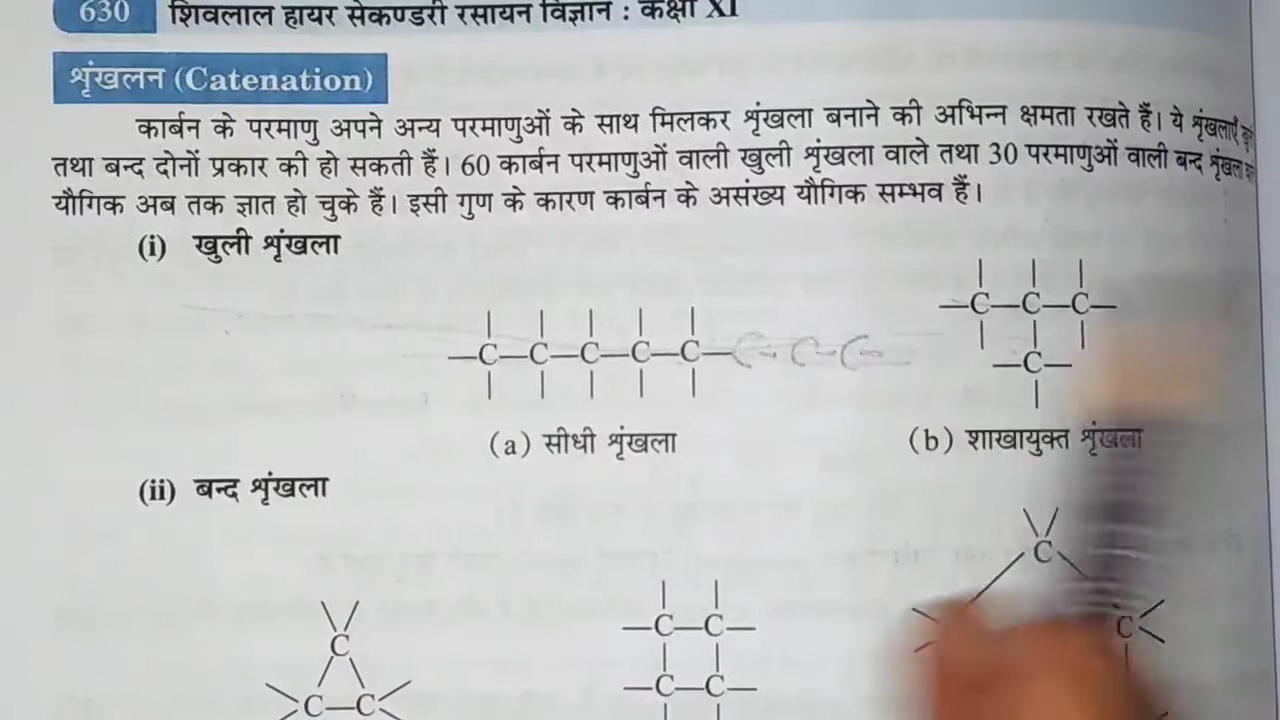 630 शिवलाल हायर सेकण्डरी रसायन विज्ञान : कक्षा XI
शृंखलन (Catenation)
कार्बन के परमाणु अपने अन्य परमाणुओं के साथ मिलकर शृंखला बनाने की अभिन्न क्षमता रखते हैं। ये शृंखलाएँ
तथा बन्द दोनों प्रकार की हो सकती हैं। 60 कार्बन परमाणुओं वाली खुली शृंखला वाले तथा 30 परमाणुओं वाली बन्द शृंखला
यौगिक अब तक ज्ञात हो चुके हैं। इसी गुण के कारण कार्बन के असंख्य यौगिक सम्भव हैं।
(i) खुली शृंखला
—C—C—C—
—C—C—C—C—C—C-C-C-
—C—
(a) सीधी शृंखला (b) शाखायुक्त शृंखला
(ii) बन्द शृंखला
C
C
—C—C—
C
—C—C—
C—C